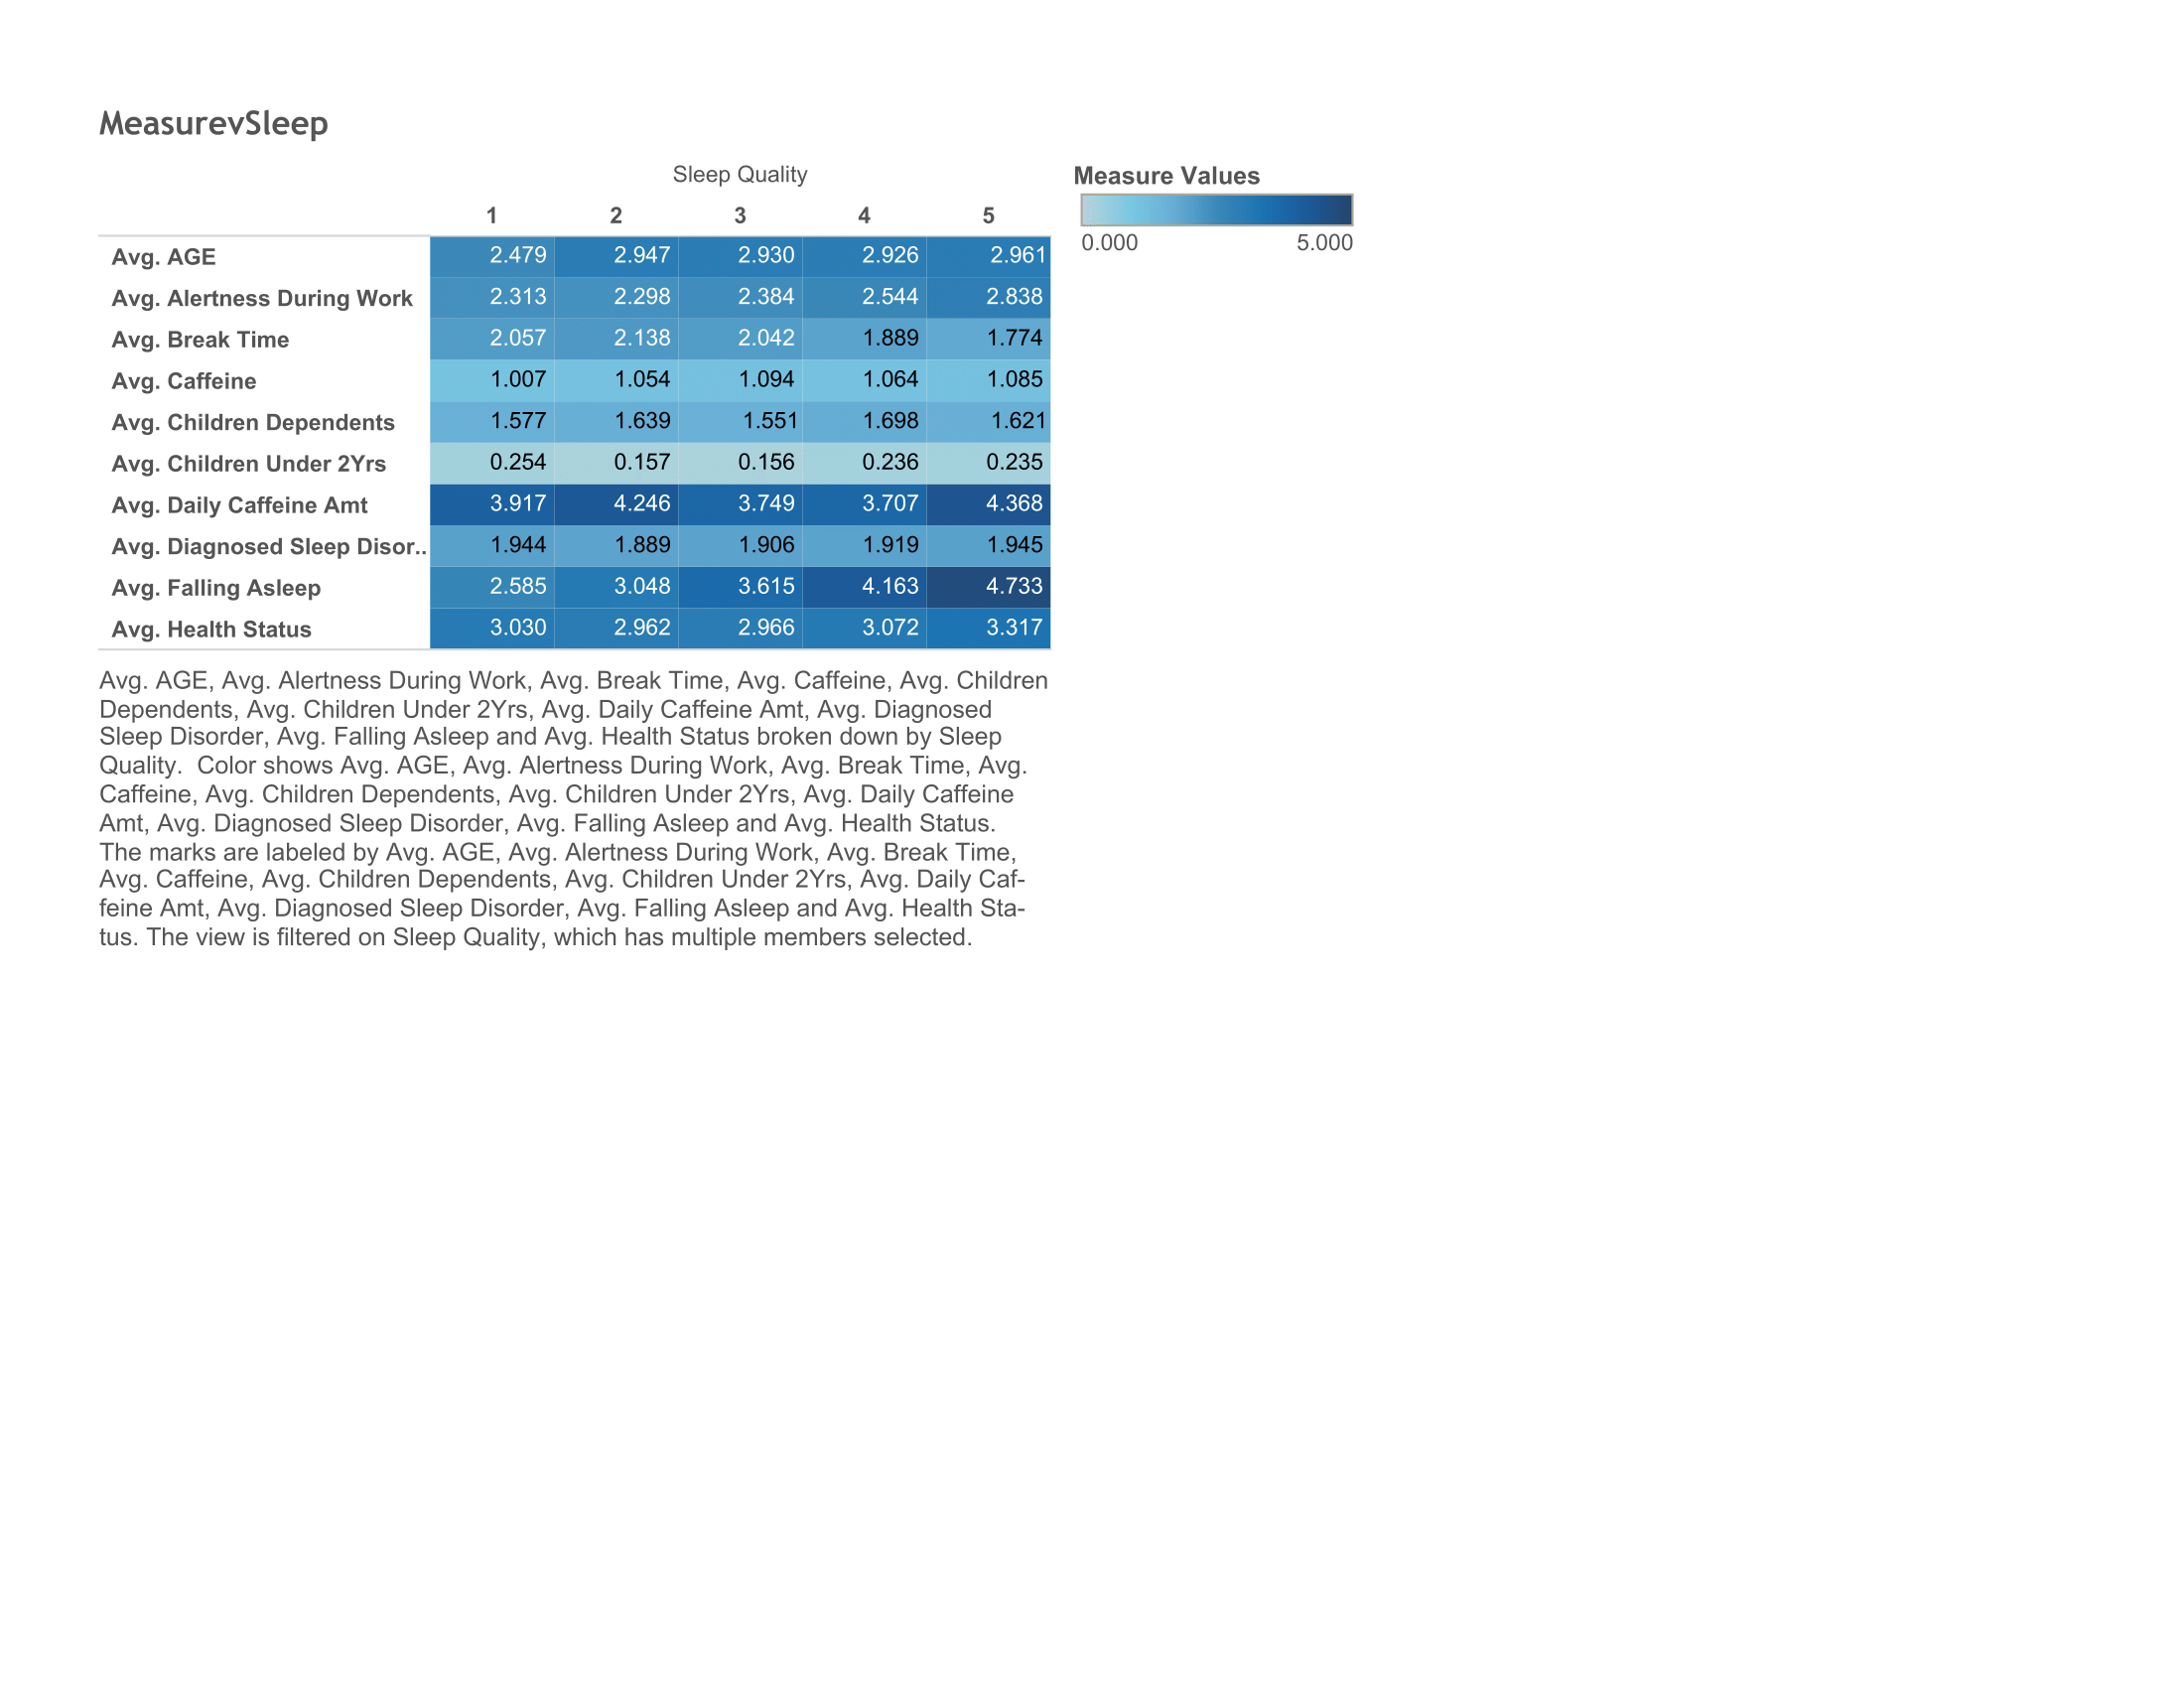 MeasurevSleep
Sleep Quality
Measure Values
1 2 3 4 5
0.000 5.000
Avg. AGE 2.479 2.947 2.930 2.926 2.961
Avg. Alertness During Work 2.313 2.298 2.384 2.544 2.838
Avg. Break Time 2.057 2.138 2.042 1.889 1.774
Avg. Caffeine 1.007 1.054 1.094 1.064 1.085
Avg. Children Dependents 1.577 1.639 1.551 1.698 1.621
Avg. Children Under 2Yrs 0.254 0.157 0.156 0.236 0.235
Avg. Daily Caffeine Amt 3.917 4.246 3.749 3.707 4.368
Avg. Diagnosed Sleep Disor.. 1.944 1.889 1.906 1.919 1.945
Avg. Falling Asleep 2.585 3.048 3.615 4.163 4.733
Avg. Health Status 3.030 2.962 2.966 3.072 3.317
Avg. AGE, Avg. Alertness During Work, Avg. Break Time, Avg. Caffeine, Avg. Children
Dependents, Avg. Children Under 2Yrs, Avg. Daily Caffeine Amt, Avg. Diagnosed
Sleep Disorder, Avg. Falling Asleep and Avg. Health Status broken down by Sleep
Quality.  Color shows Avg. AGE, Avg. Alertness During Work, Avg. Break Time, Avg.
Caffeine, Avg. Children Dependents, Avg. Children Under 2Yrs, Avg. Daily Caffeine
Amt, Avg. Diagnosed Sleep Disorder, Avg. Falling Asleep and Avg. Health Status.
The marks are labeled by Avg. AGE, Avg. Alertness During Work, Avg. Break Time,
Avg. Caffeine, Avg. Children Dependents, Avg. Children Under 2Yrs, Avg. Daily Caf-
feine Amt, Avg. Diagnosed Sleep Disorder, Avg. Falling Asleep and Avg. Health Sta-
tus. The view is filtered on Sleep Quality, which has multiple members selected.